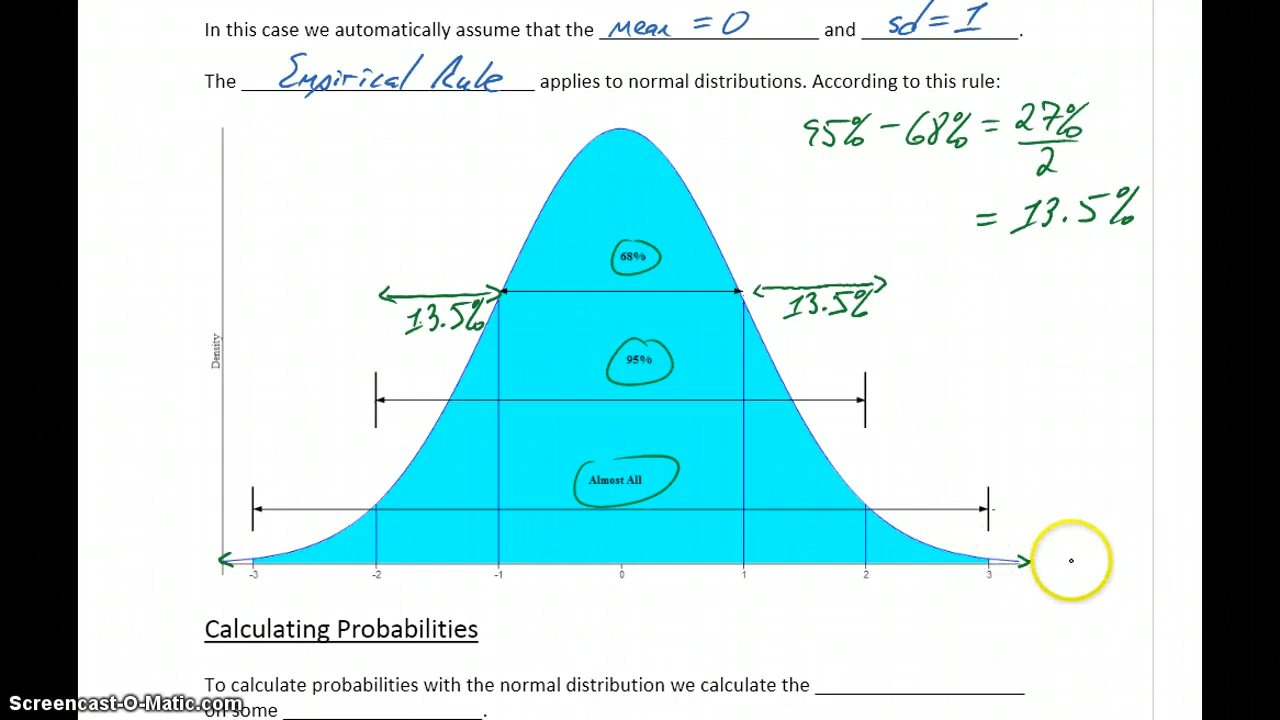 In this case we automatically assume that the mean = 0 and sd = 1.
The Empirical Rule applies to normal distributions. According to this rule:
95% - 68% = 27%
2
= 13.5%
68%
13.5% 13.5%
Density
95%
Almost All
-3 -2 -1 0 1 2 3
Calculating Probabilities
To calculate probabilities with the normal distribution we calculate the
on some .
Screencast-O-Matic.com